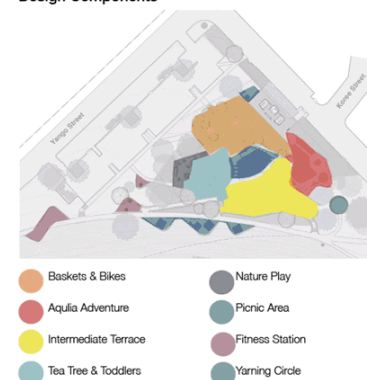 Design Components
Yango Street
Koree Street
Baskets & Bikes
Nature Play
Aqulia Adventure
Picnic Area
Intermediate Terrace
Fitness Station
Tea Tree & Toddlers
Yarning Circle